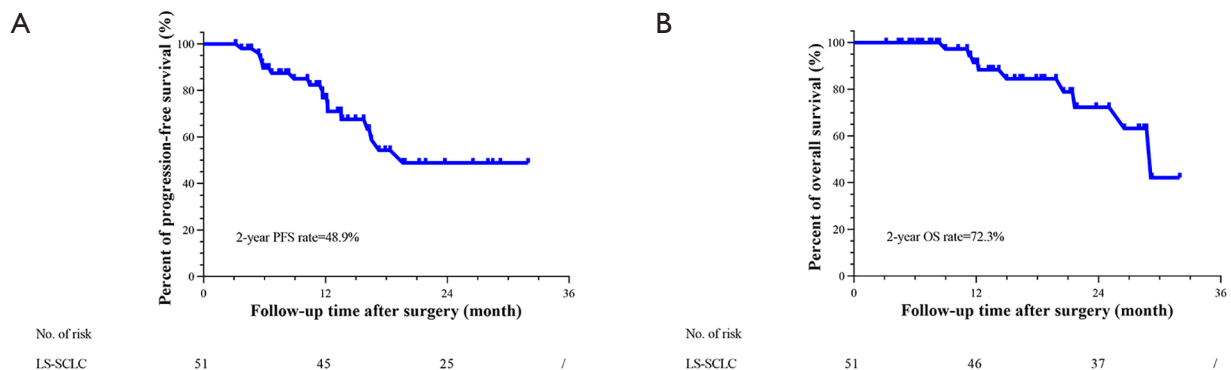 A
Percent of progression-free survival (%)
100
80
60
40
20
0
2-year PFS rate=48.9%
0 12 24 36
Follow-up time after surgery (month)
No. of risk
LS-SCLC 51 45 25 /
B
Percent of overall survival (%)
100
80
60
40
20
0
2-year OS rate=72.3%
0 12 24 36
Follow-up time after surgery (month)
No. of risk
LS-SCLC 51 46 37 /